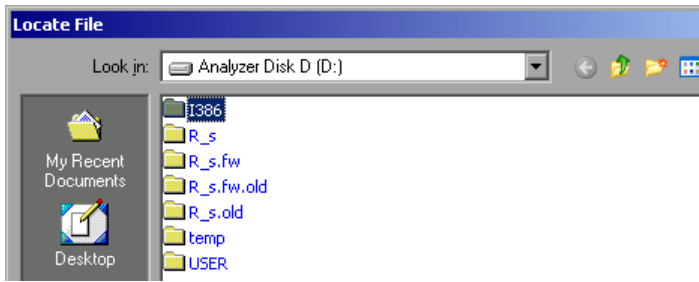 Locate File
Look in: Analyzer Disk D (D:)
I386
R_s
R_s.fw
R_s.fw.old
R_s.old
temp
USER
My Recent
Documents
Desktop